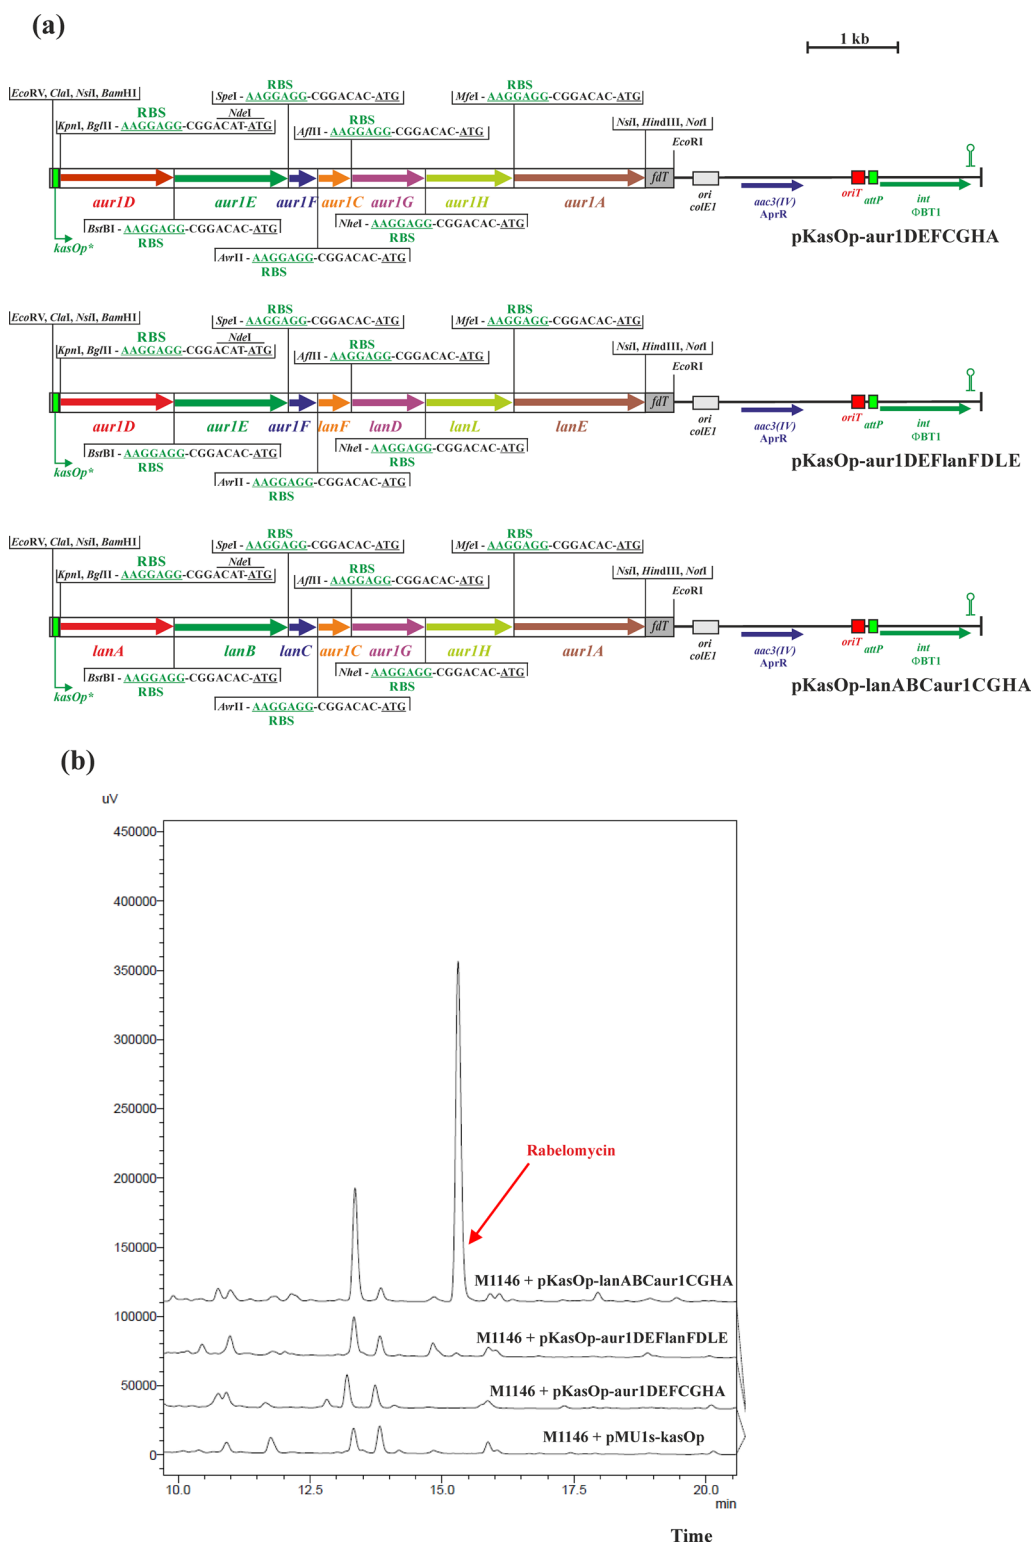 (a)
1 kb
EcoRV, ClaI, NsiI, BamHI
RBS
SpeI - AAGGAGG-CGGACAC-ATG
RBS
MfeI - AAGGAGG-CGGACAC-ATG
RBS
NdeI
KpnI, BglII - AAGGAGG-CGGACAT-ATG
RBS
AflII - AAGGAGG-CGGACAC-ATG
NsiI, HindIII, NotI
EcoRI
fdT
aur1D aur1E aur1F aur1C aur1G aur1H aur1A
ori
colE1
aac3(IV)
AprR
oriT
attP
int
ΦBT1
BstBI - AAGGAGG-CGGACAC-ATG
RBS
NheI - AAGGAGG-CGGACAC-ATG
RBS
kasOp*
AvrII - AAGGAGG-CGGACAC-ATG
RBS
pKasOp-aur1DEFCGHA
EcoRV, ClaI, NsiI, BamHI
RBS
SpeI - AAGGAGG-CGGACAC-ATG
RBS
MfeI - AAGGAGG-CGGACAC-ATG
RBS
NdeI
KpnI, BglII - AAGGAGG-CGGACAT-ATG
RBS
AflII - AAGGAGG-CGGACAC-ATG
NsiI, HindIII, NotI
EcoRI
fdT
aur1D aur1E aur1F lanF lanD lanL lanE
ori
colE1
aac3(IV)
AprR
oriT
attP
int
ΦBT1
BstBI - AAGGAGG-CGGACAC-ATG
RBS
NheI - AAGGAGG-CGGACAC-ATG
RBS
kasOp*
AvrII - AAGGAGG-CGGACAC-ATG
RBS
pKasOp-aur1DEFlanFDLE
EcoRV, ClaI, NsiI, BamHI
RBS
SpeI - AAGGAGG-CGGACAC-ATG
RBS
MfeI - AAGGAGG-CGGACAC-ATG
RBS
NdeI
KpnI, BglII - AAGGAGG-CGGACAT-ATG
RBS
AflII - AAGGAGG-CGGACAC-ATG
NsiI, HindIII, NotI
EcoRI
fdT
lanA lanB lanC aur1C aur1G aur1H aur1A
ori
colE1
aac3(IV)
AprR
oriT
attP
int
ΦBT1
BstBI - AAGGAGG-CGGACAC-ATG
RBS
NheI - AAGGAGG-CGGACAC-ATG
RBS
kasOp*
AvrII - AAGGAGG-CGGACAC-ATG
RBS
pKasOp-lanABCaur1CGHA
(b)
uV
450000
400000
350000
300000
250000
200000
Rabelomycin
150000
M1146 + pKasOp-lanABCaur1CGHA
100000
M1146 + pKasOp-aur1DEFlanFDLE
50000
M1146 + pKasOp-aur1DEFCGHA
M1146 + pMU1s-kasOp
0
10.0 12.5 15.0 17.5 20.0
min
Time